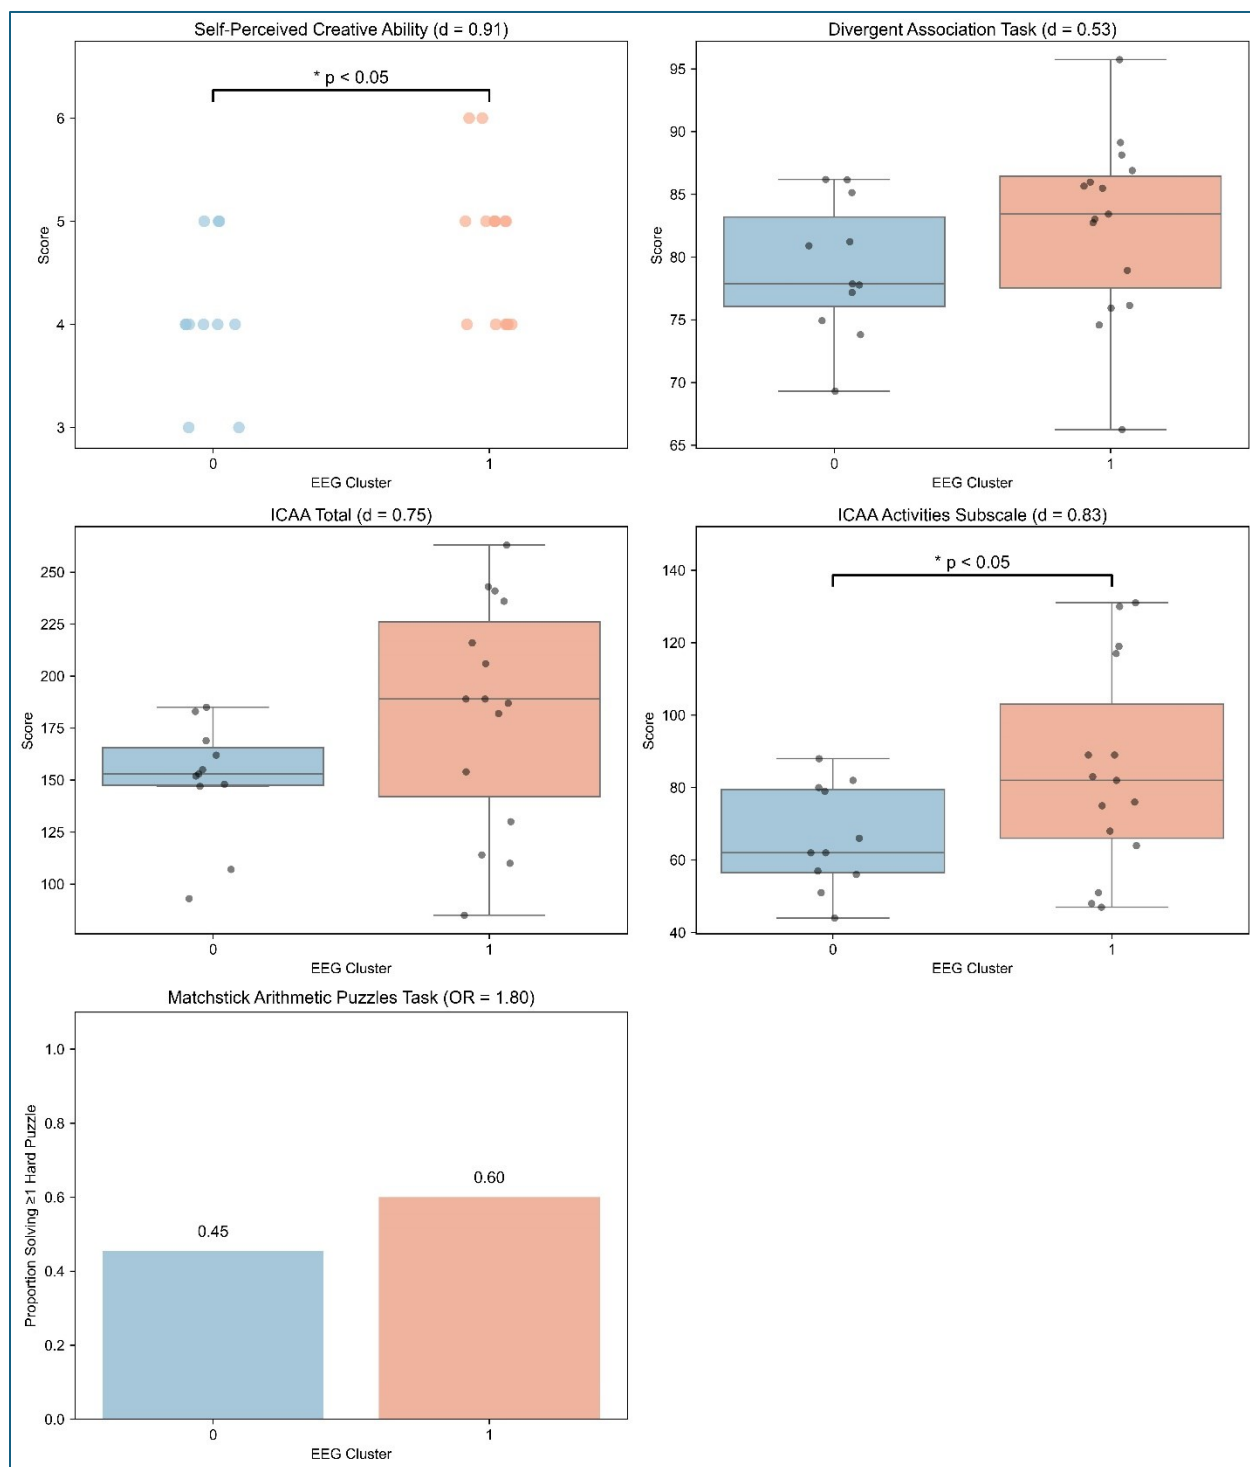 Self-Perceived Creative Ability (d = 0.91)
* p < 0.05
6
5
4
3
Score
0
1
EEG Cluster
Divergent Association Task (d = 0.53)
95
90
85
80
75
70
65
Score
0
1
EEG Cluster
ICAA Total (d = 0.75)
250
225
200
175
150
125
100
Score
0
1
EEG Cluster
ICAA Activities Subscale (d = 0.83)
* p < 0.05
140
120
100
80
60
40
Score
0
1
EEG Cluster
Matchstick Arithmetic Puzzles Task (OR = 1.80)
1.0
0.8
0.6
0.4
0.2
0.0
Proportion Solving ≥1 Hard Puzzle
0.45
0.60
0
1
EEG Cluster